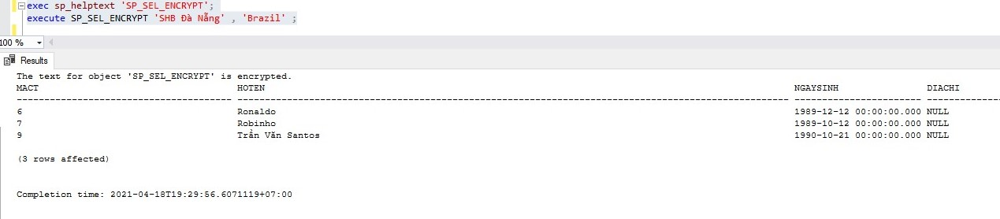 exec sp_helptext 'SP_SEL_ENCRYPT';
execute SP_SEL_ENCRYPT 'SHB Đà Nẵng' , 'Brazil' ;
100 %
Results
The text for object 'SP_SEL_ENCRYPT' is encrypted.
MACT HOTEN NGAYSINH DIACHI
6 Ronaldo 1989-12-12 00:00:00.000 NULL
7 Robinho 1989-10-12 00:00:00.000 NULL
9 Trần Văn Santos 1990-10-21 00:00:00.000 NULL
(3 rows affected)
Completion time: 2021-04-18T19:29:56.6071119+07:00